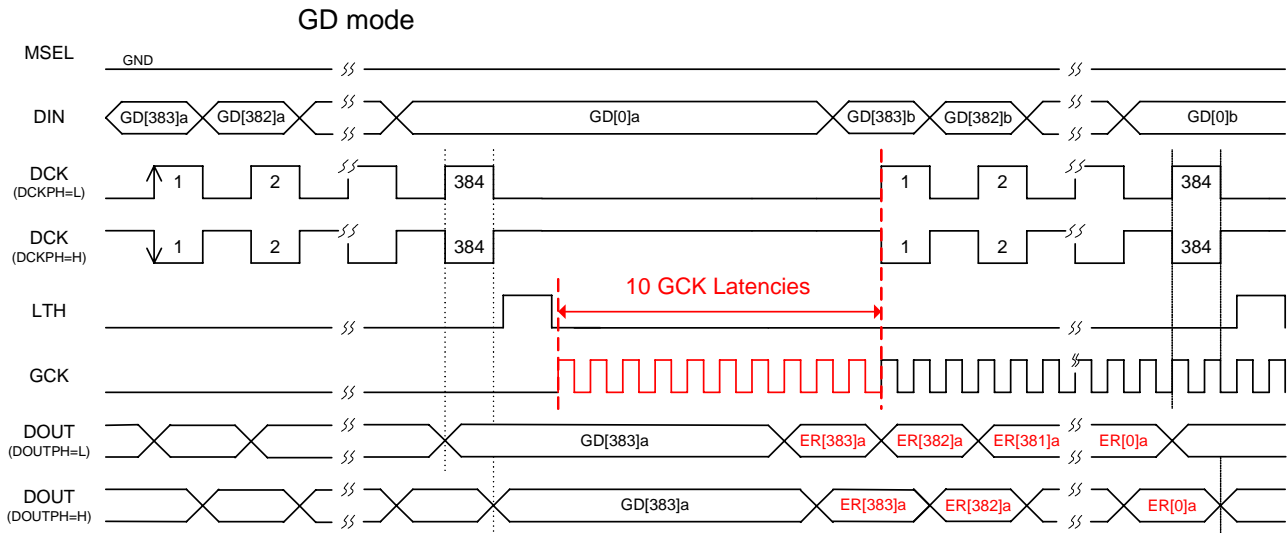 GD mode
MSEL
GND
DIN
GD[383]a GD[382]a GD[0]a GD[383]b GD[382]b GD[0]b
DCK
(DCKPH=L)
1 2 384 1 2 384
DCK
(DCKPH=H)
1 2 384 1 2 384
LTH
10 GCK Latencies
GCK
DOUT
(DOUTPH=L)
GD[383]a ER[383]a ER[382]a ER[381]a ER[0]a
DOUT
(DOUTPH=H)
GD[383]a ER[383]a ER[382]a ER[0]a